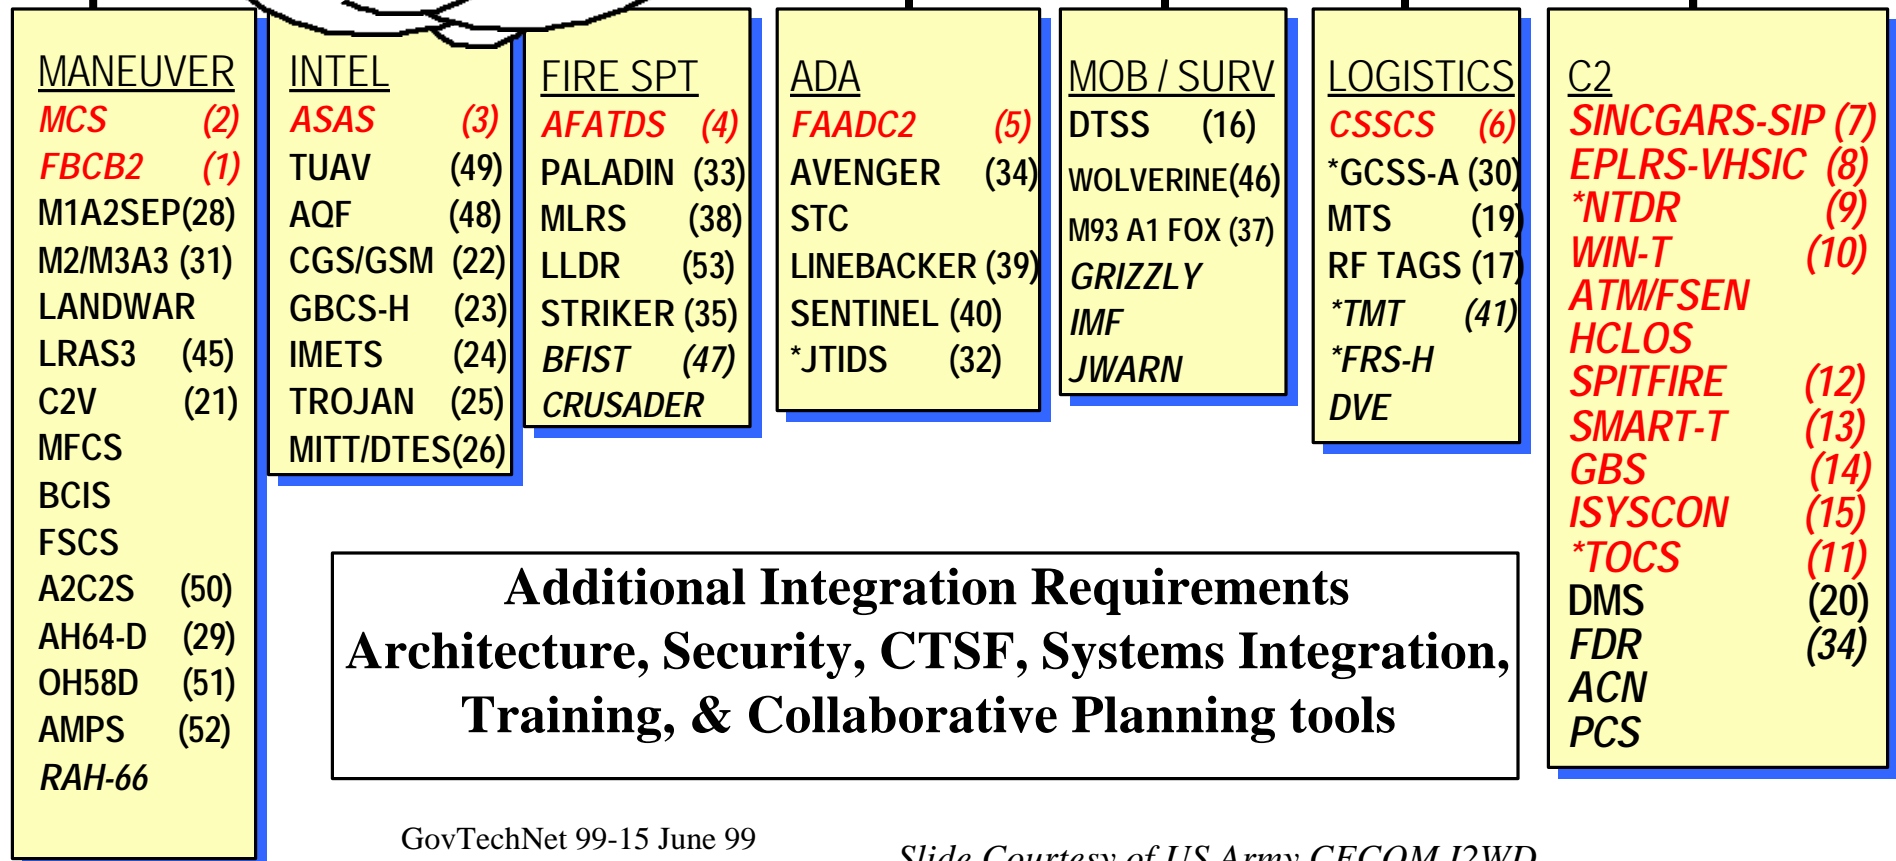 MANEUVER
MCS (2)
FBCB2 (1)
M1A2SEP(28)
M2/M3A3 (31)
LANDWAR
LRAS3 (45)
C2V (21)
MFCS
BCIS
FSCS
A2C2S (50)
AH64-D (29)
OH58D (51)
AMPS (52)
RAH-66
INTEL
ASAS (3)
TUAV (49)
AQF (48)
CGS/GSM (22)
GBCS-H (23)
IMETS (24)
TROJAN (25)
MITT/DTES(26)
FIRE SPT
AFATDS (4)
PALADIN (33)
MLRS (38)
LLDR (53)
STRIKER (35)
BFIST (47)
CRUSADER
ADA
FAADC2 (5)
AVENGER (34)
STC
LINEBACKER (39)
SENTINEL (40)
*JTIDS (32)
MOB / SURV
DTSS (16)
WOLVERINE(46)
M93 A1 FOX (37)
GRIZZLY
IMF
JWARN
LOGISTICS
CSSCS (6)
*GCSS-A (30)
MTS (19)
RF TAGS (17)
*TMT (41)
*FRS-H
DVE
C2
SINCGARS-SIP (7)
EPLRS-VHSIC (8)
*NTDR (9)
WIN-T (10)
ATM/FSEN
HCLOS
SPITFIRE (12)
SMART-T (13)
GBS (14)
ISYSCON (15)
*TOCS (11)
DMS (20)
FDR (34)
ACN
PCS
Additional Integration Requirements
Architecture, Security, CTSF, Systems Integration,
Training, & Collaborative Planning tools
GovTechNet 99-15 June 99
Slide Courtesy of US Army CECOM I2WD